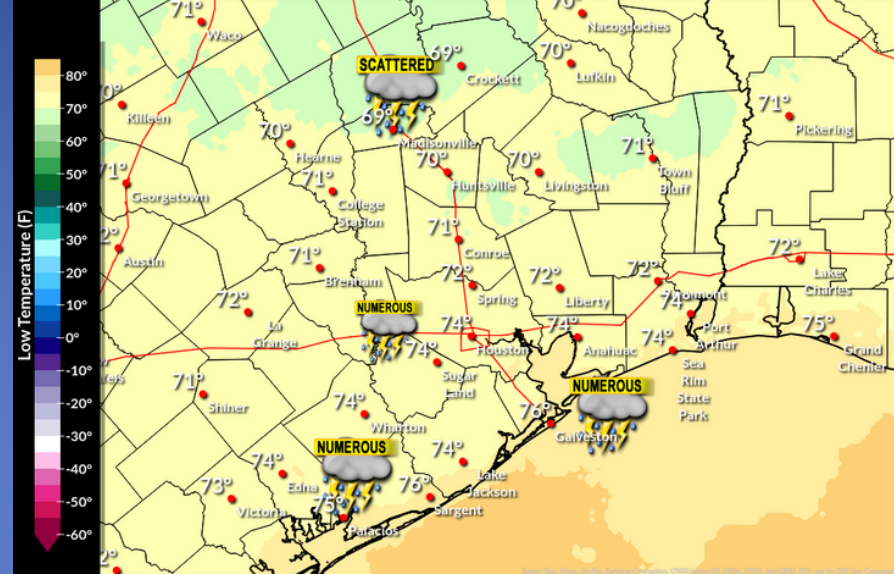 Low Temperature (F)
80°
70°
60°
50°
40°
30°
20°
10°
0°
-10°
-20°
-30°
-40°
-50°
-60°
71°
Waco
70°
Nacogdoches
SCATTERED
69°
Crockett
70°
Lufkin
Killeen
69°
Madisonville
71°
Pickering
70°
Hearne
70°
Huntsville
70°
Livingston
71°
Town
Bluff
71°
Georgetown
71°
College
Station
Austin
71°
Conroe
71°
Brenham
72°
Spring
72°
Liberty
72°
72°
Lake
Charles
72°
La
Grange
NUMEROUS
74°
Houston
74°
Anahuac
74°
Port
Arthur
75°
Grand
Chenier
74°
Sugar
Land
74°
Sea
Rim
State
Park
71°
Shiner
74°
Wharton
NUMEROUS
76°
Galveston
NUMEROUS
74°
Edna
74°
Lake
Jackson
73°
Victoria
75°
Palacios
76°
Sargent